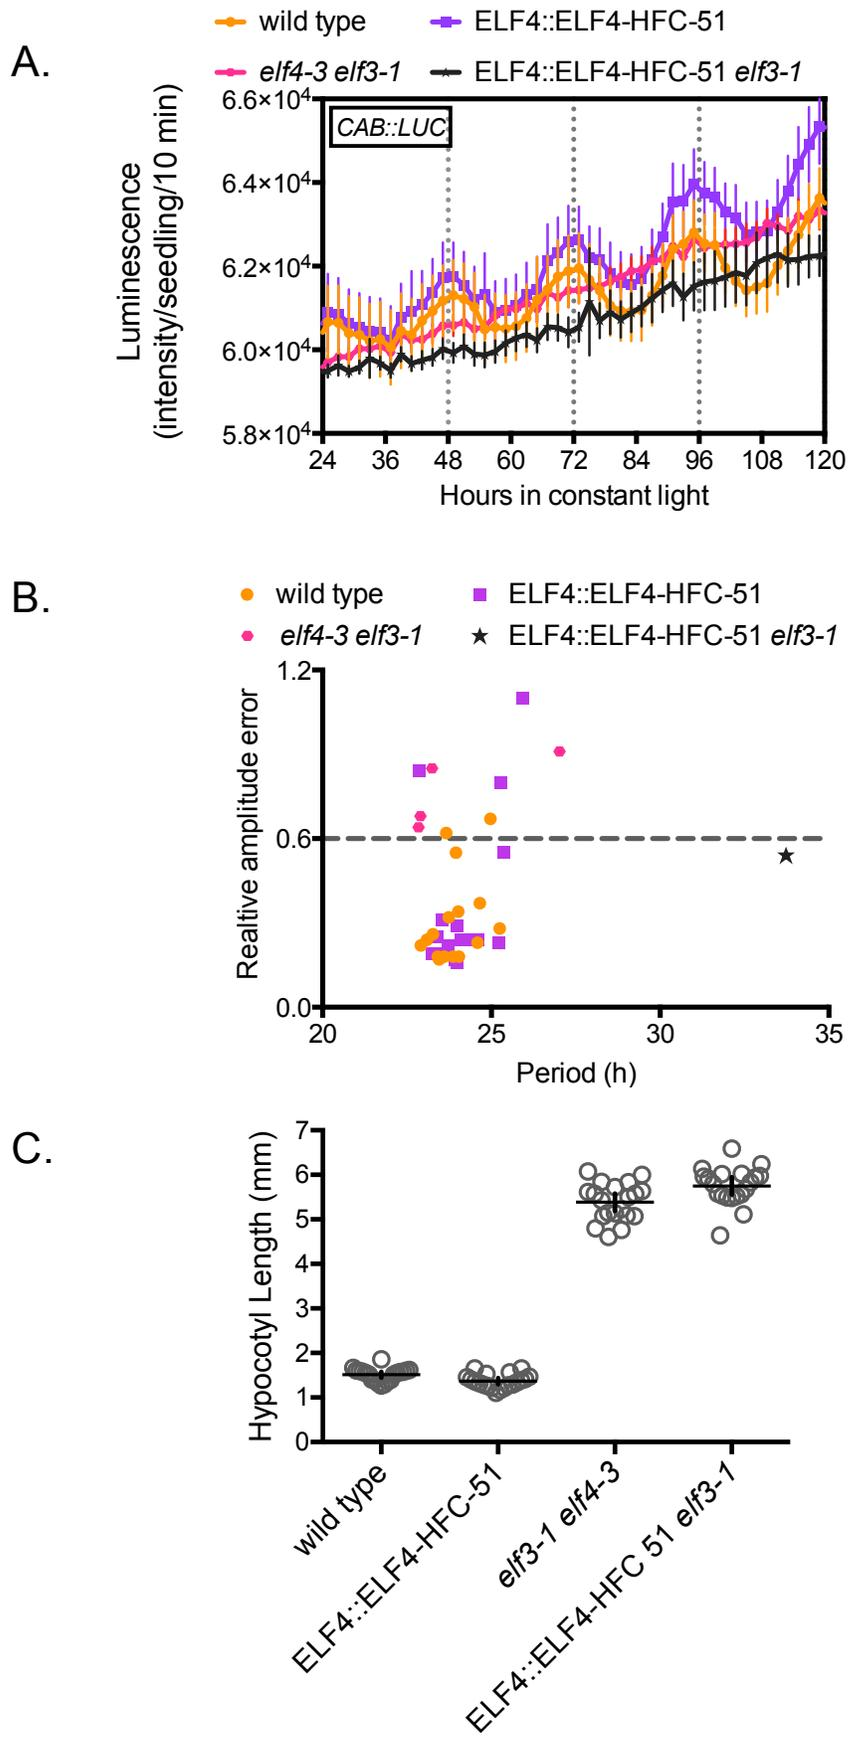 A.
wild type
ELF4::ELF4-HFC-51
elf4-3 elf3-1
ELF4::ELF4-HFC-51 elf3-1
CAB::LUC
Luminescence
(intensity/seedling/10 min)
6.6×10⁴
6.4×10⁴
6.2×10⁴
6.0×10⁴
5.8×10⁴
24 36 48 60 72 84 96 108 120
Hours in constant light
B.
wild type
ELF4::ELF4-HFC-51
elf4-3 elf3-1
ELF4::ELF4-HFC-51 elf3-1
Realtive amplitude error
1.2
0.6
0.0
20 25 30 35
Period (h)
C.
Hypocotyl Length (mm)
7
6
5
4
3
2
1
0
wild type
ELF4::ELF4-HFC-51
elf3-1 elf4-3
ELF4::ELF4-HFC 51 elf3-1